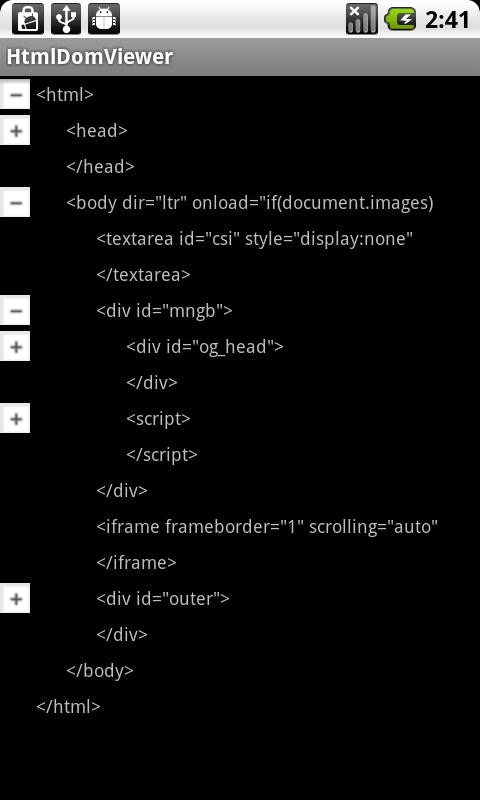 2:41
HtmlDomViewer
<html>
<head>
</head>
<body dir="ltr" onload="if(document.images)
<textarea id="csi" style="display:none"
</textarea>
<div id="mngb">
<div id="og_head">
</div>
<script>
</script>
</div>
<iframe frameborder="1" scrolling="auto"
</iframe>
<div id="outer">
</div>
</body>
</html>